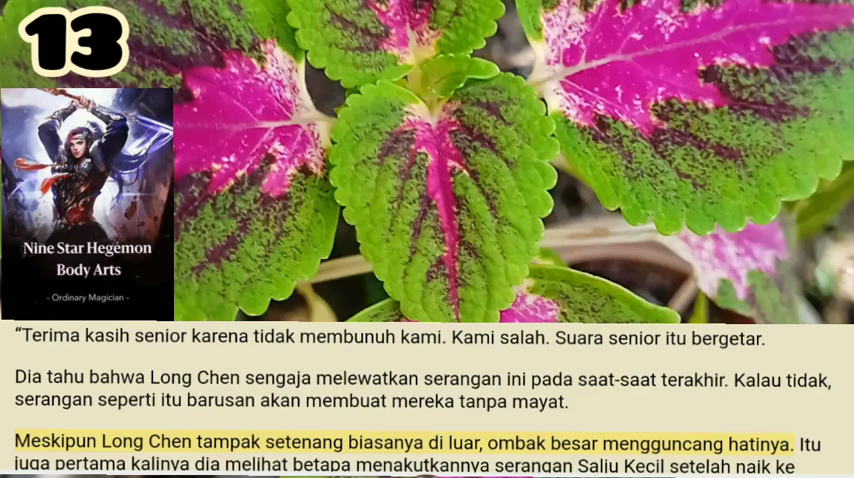 13
Nine Star Hegemon
Body Arts
- Ordinary Magician -
“Terima kasih senior karena tidak membunuh kami. Kami salah. Suara senior itu bergetar.
Dia tahu bahwa Long Chen sengaja melewatkan serangan ini pada saat-saat terakhir. Kalau tidak,
serangan seperti itu barusan akan membuat mereka tanpa mayat.
Meskipun Long Chen tampak setenang biasanya di luar, ombak besar mengguncang hatinya. Itu
juga pertama kalinya dia melihat betapa menakutkannya serangan Salju Kecil setelah naik ke